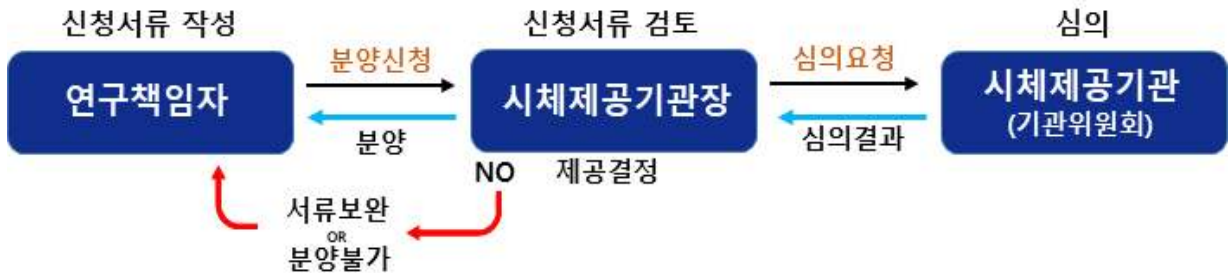 신청서류 작성
신청서류 검토
심의
연구책임자
분양신청
분양
시체제공기관장
심의요청
심의결과
시체제공기관
(기관위원회)
NO
제공결정
서류보완
OR
분양불가